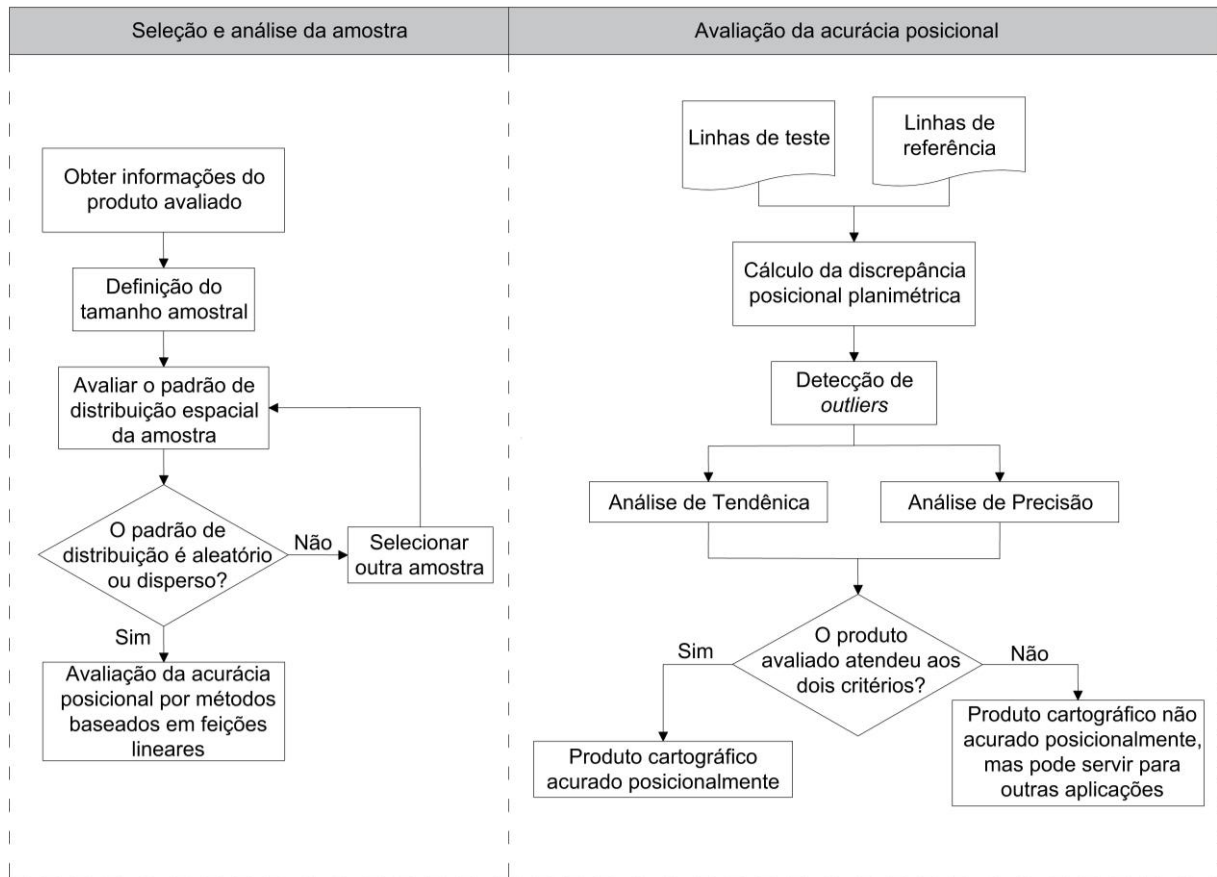 Seleção e análise da amostra
Obter informações do
produto avaliado
Definição do
tamanho amostral
Avaliar o padrão de
distribuição espacial
da amostra
O padrão de
distribuição é aleatório
ou disperso?
Não
Selecionar
outra amostra
Sim
Avaliação da acurácia
posicional por métodos
baseados em feições
lineares
Avaliação da acurácia posicional
Linhas de teste
Linhas de
referência
Cálculo da discrepância
posicional planimétrica
Detecção de
outliers
Análise de Tendênica
Análise de Precisão
O produto
avaliado atendeu aos
dois critérios?
Sim
Não
Produto cartográfico
acurado posicionalmente
Produto cartográfico não
acurado posicionalmente,
mas pode servir para
outras aplicações